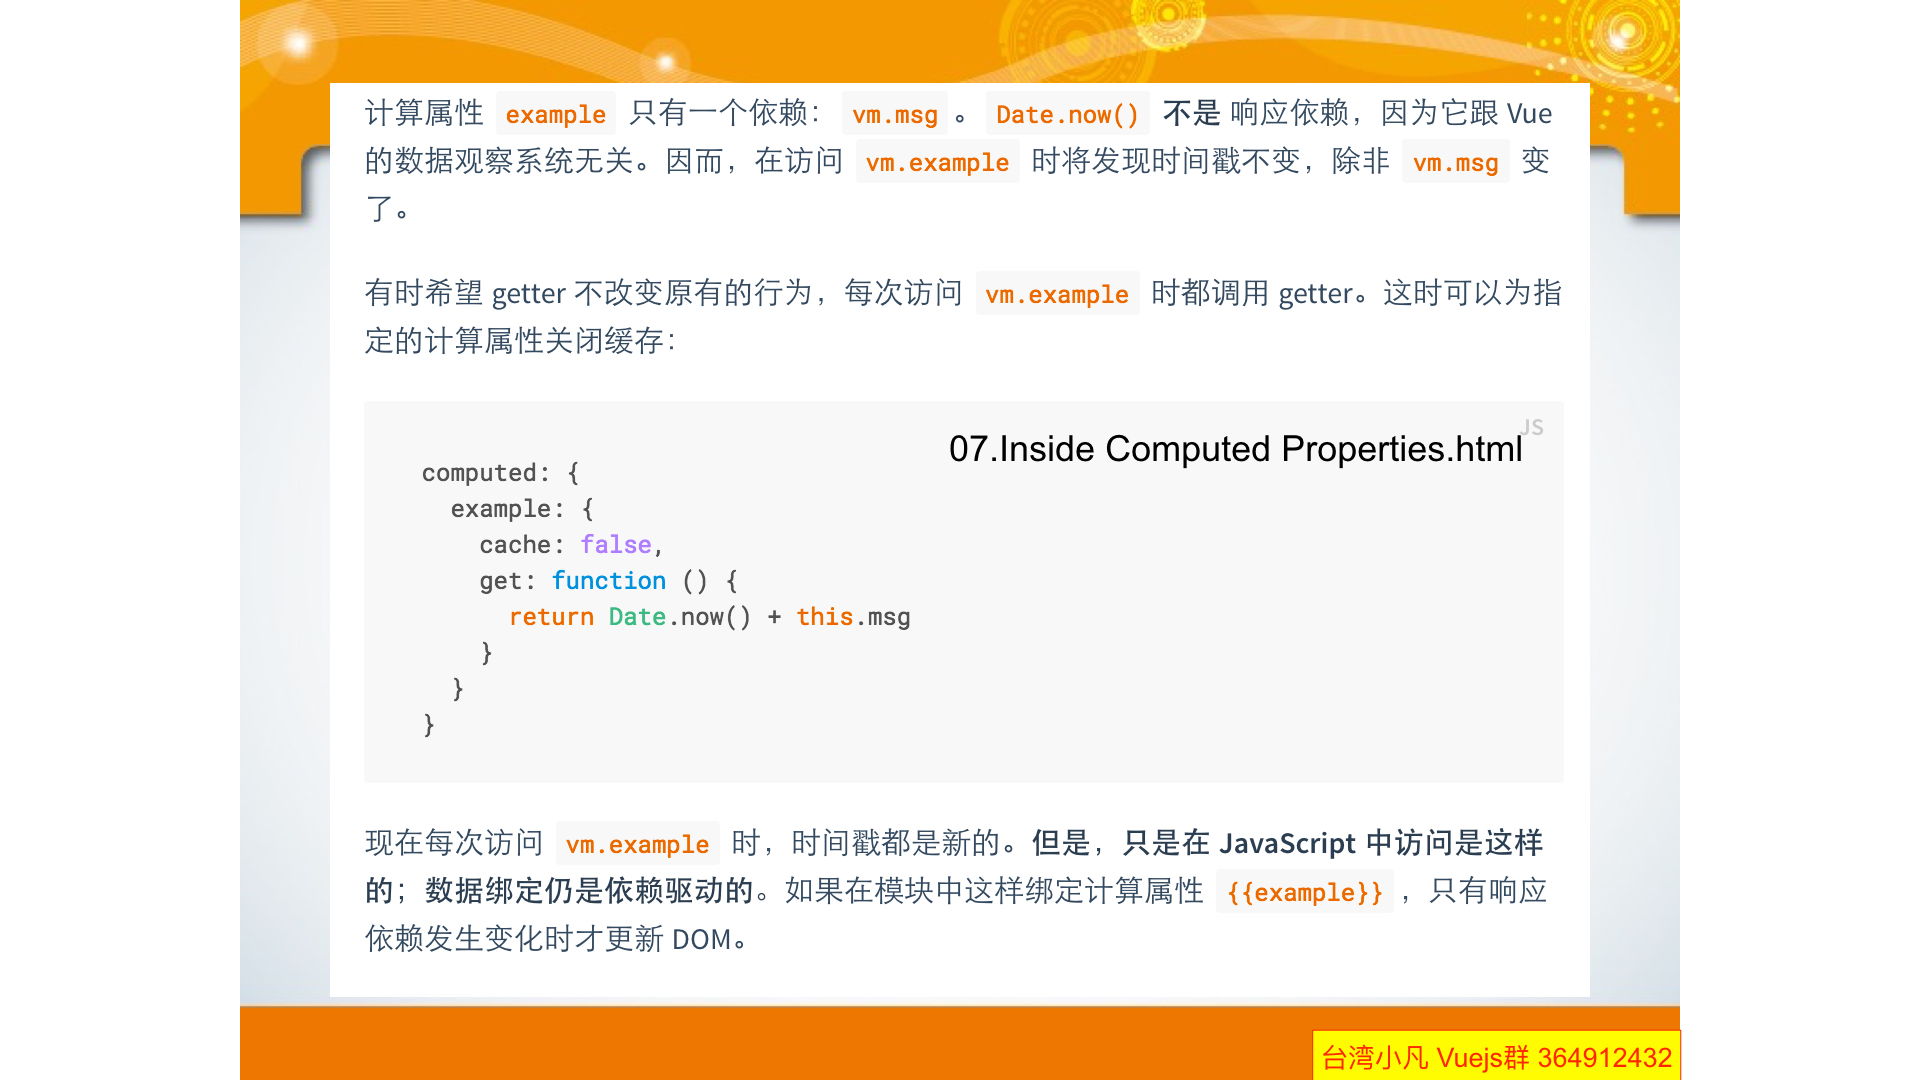 计算属性 example 只有一个依赖： vm.msg 。 Date.now() 不是 响应依赖，因为它跟 Vue
的数据观察系统无关。因而，在访问 vm.example 时将发现时间戳不变，除非 vm.msg 变
了。
有时希望 getter 不改变原有的行为，每次访问 vm.example 时都调用 getter。这时可以为指
定的计算属性关闭缓存：
JS
07.Inside Computed Properties.html
computed: {
  example: {
    cache: false,
    get: function () {
      return Date.now() + this.msg
    }
  }
}
现在每次访问 vm.example 时，时间戳都是新的。但是，只是在 JavaScript 中访问是这样
的；数据绑定仍是依赖驱动的。如果在模块中这样绑定计算属性 {{example}} ，只有响应
依赖发生变化时才更新 DOM。
台湾小凡 Vuejs群 364912432